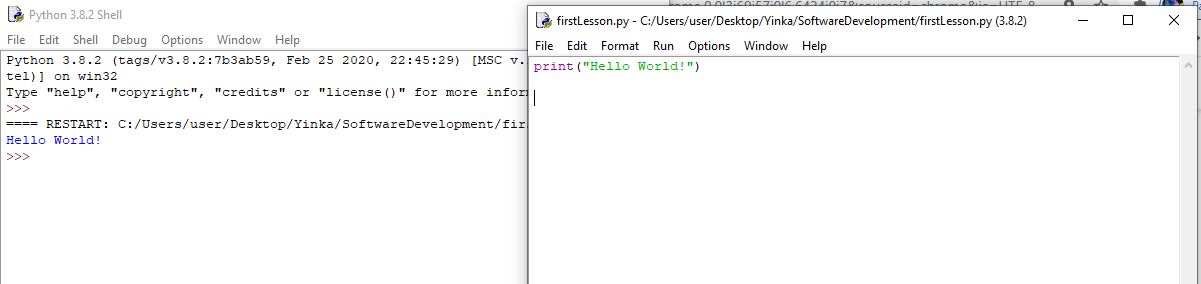 Python 3.8.2 Shell
File Edit Shell Debug Options Window Help
Python 3.8.2 (tags/v3.8.2:7b3ab59, Feb 25 2020, 22:45:29) [MSC v.
tel)] on win32
Type "help", "copyright", "credits" or "license()" for more infor
>>>
==== RESTART: C:/Users/user/Desktop/Yinka/SoftwareDevelopment/fir
Hello World!
>>>
firstLesson.py - C:/Users/user/Desktop/Yinka/SoftwareDevelopment/firstLesson.py (3.8.2)
File Edit Format Run Options Window Help
print("Hello World!")